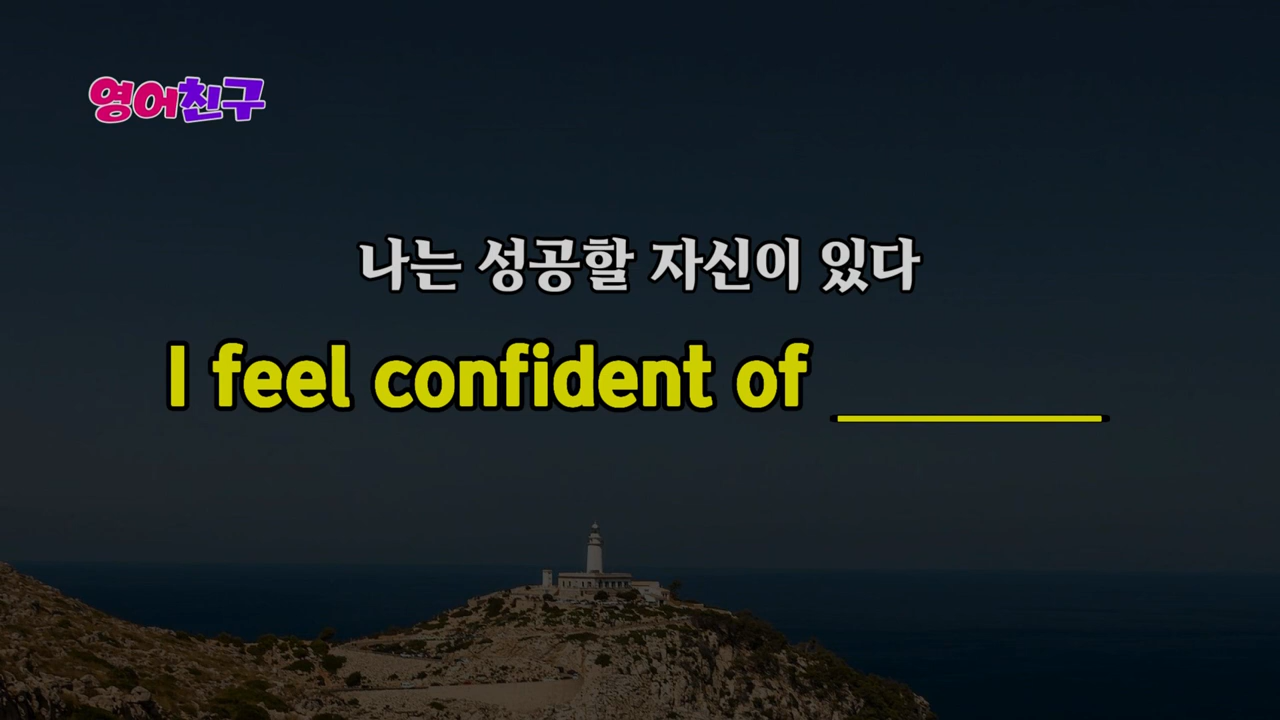 영어친구
나는 성공할 자신이 있다
I feel confident of ______